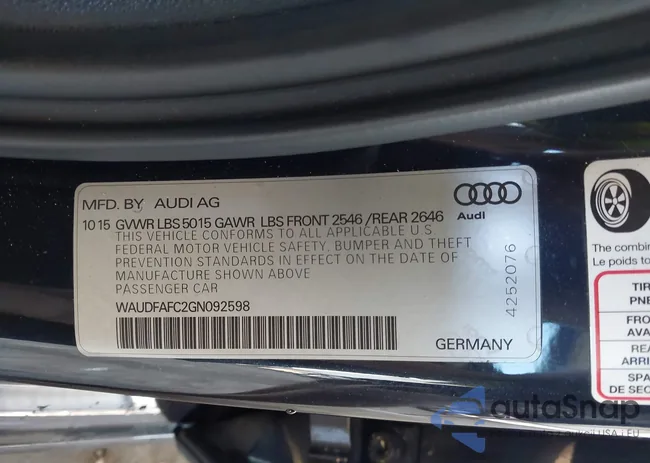 MFD. BY AUDI AG
Audi
10 15 GVWR LBS 5015 GAWR LBS FRONT 2546 /REAR 2646
THIS VEHICLE CONFORMS TO ALL APPLICABLE U.S
FEDERAL MOTOR VEHICLE SAFETY, BUMPER AND THEFT
PREVENTION STANDARDS IN EFFECT ON THE DATE OF
MANUFACTURE SHOWN ABOVE
PASSENGER CAR
WAUDFAFC2GN092598
GERMANY
4252076
The combin
Le poids to
TIR
PNE
FRO
AVA
REA
ARRI
SPA
DE SEC
autaSnap